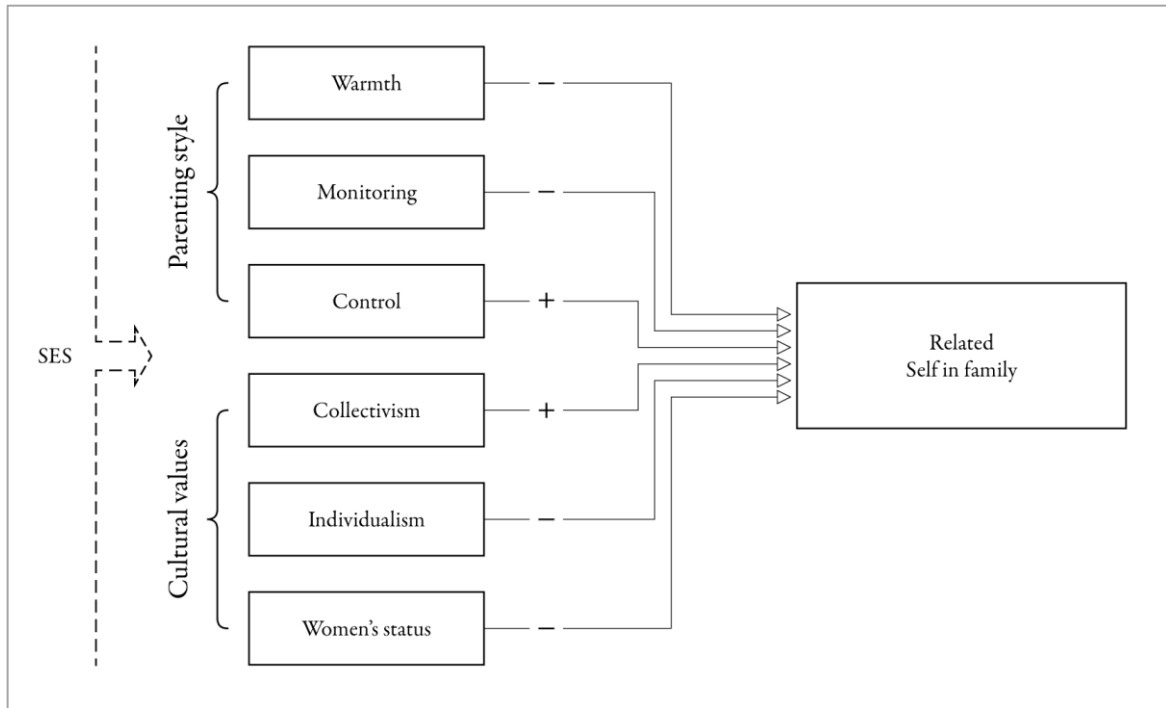 SES
Parenting style
Warmth
−
Monitoring
−
Control
+
Cultural values
Collectivism
+
Individualism
−
Women’s status
−
Related
Self in family